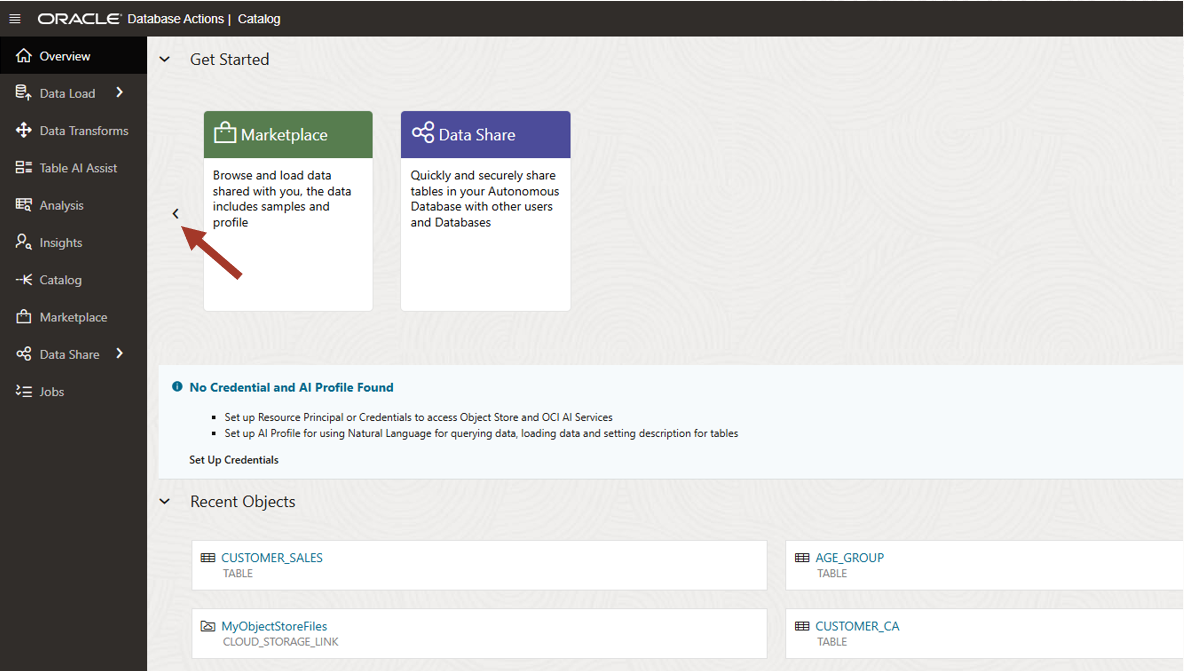 ORACLE Database Actions | Catalog
Overview
Data Load
Data Transforms
Table AI Assist
Analysis
Insights
Catalog
Marketplace
Data Share
Jobs
Get Started
Marketplace
Browse and load data
shared with you, the data
includes samples and
profile
Data Share
Quickly and securely share
tables in your Autonomous
Database with other users
and Databases
No Credential and AI Profile Found
Set up Resource Principal or Credentials to access Object Store and OCI AI Services
Set up AI Profile for using Natural Language for querying data, loading data and setting description for tables
Set Up Credentials
Recent Objects
CUSTOMER_SALES
TABLE
AGE_GROUP
TABLE
MyObjectStoreFiles
CLOUD_STORAGE_LINK
CUSTOMER_CA
TABLE